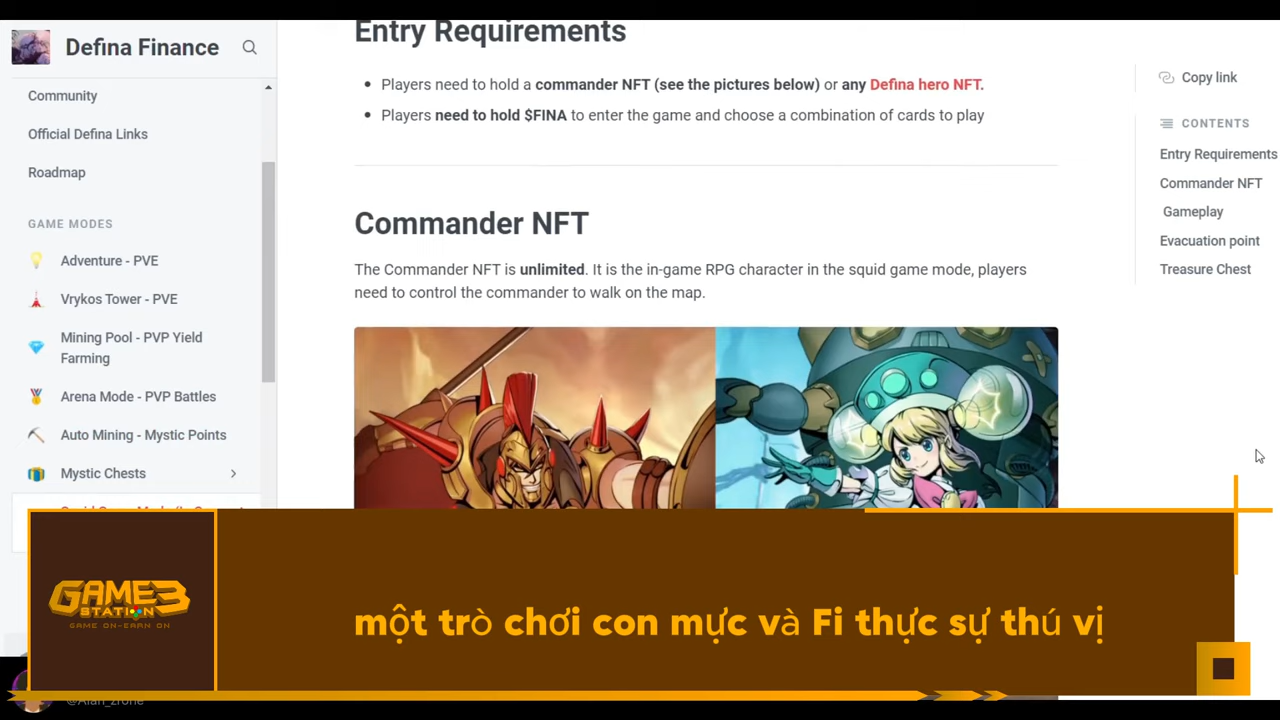 Defina Finance
Community
Official Defina Links
Roadmap
GAME MODES
Adventure - PVE
Vrykos Tower - PVE
Mining Pool - PVP Yield
Farming
Arena Mode - PVP Battles
Auto Mining - Mystic Points
Mystic Chests
Entry Requirements
Players need to hold a commander NFT (see the pictures below) or any Defina hero NFT.
Players need to hold $FINA to enter the game and choose a combination of cards to play
Commander NFT
The Commander NFT is unlimited. It is the in-game RPG character in the squid game mode, players
need to control the commander to walk on the map.
Copy link
CONTENTS
Entry Requirements
Commander NFT
Gameplay
Evacuation point
Treasure Chest
GAME3
STATION
GAME ON-EARN ON
một trò chơi con mực và Fi thực sự thú vị